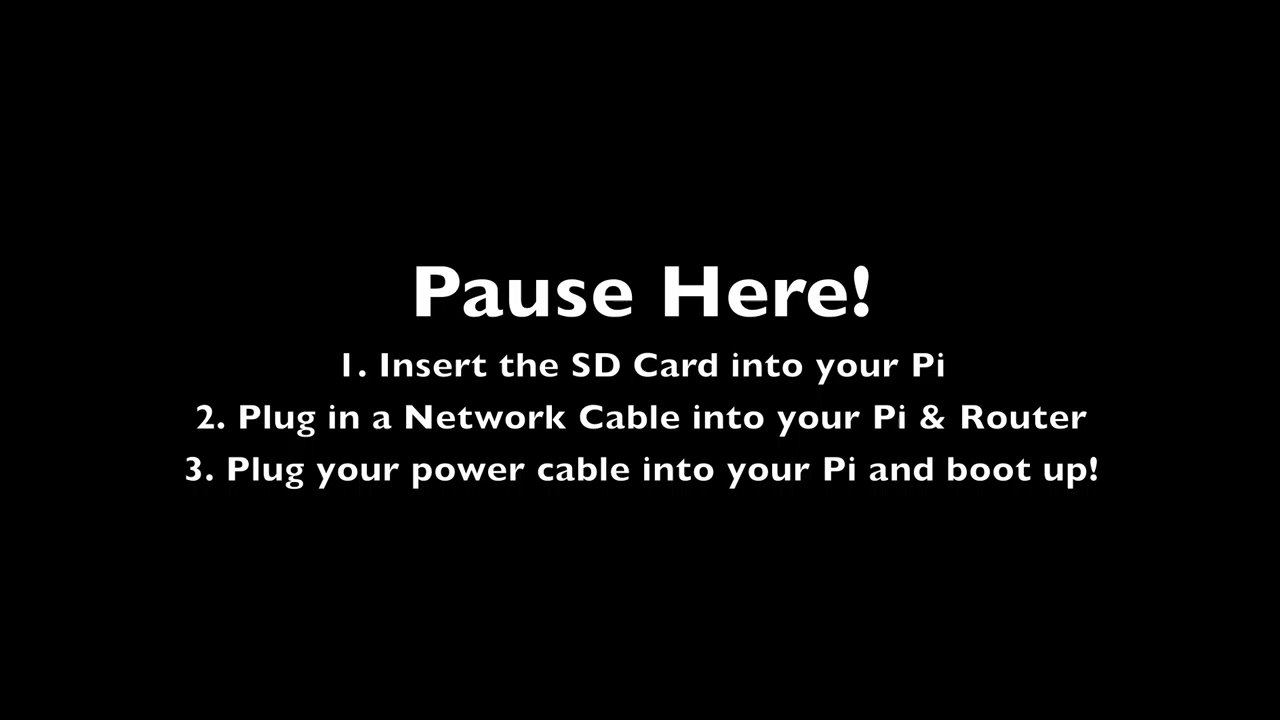 Pause Here!
1. Insert the SD Card into your Pi
2. Plug in a Network Cable into your Pi & Router
3. Plug your power cable into your Pi and boot up!